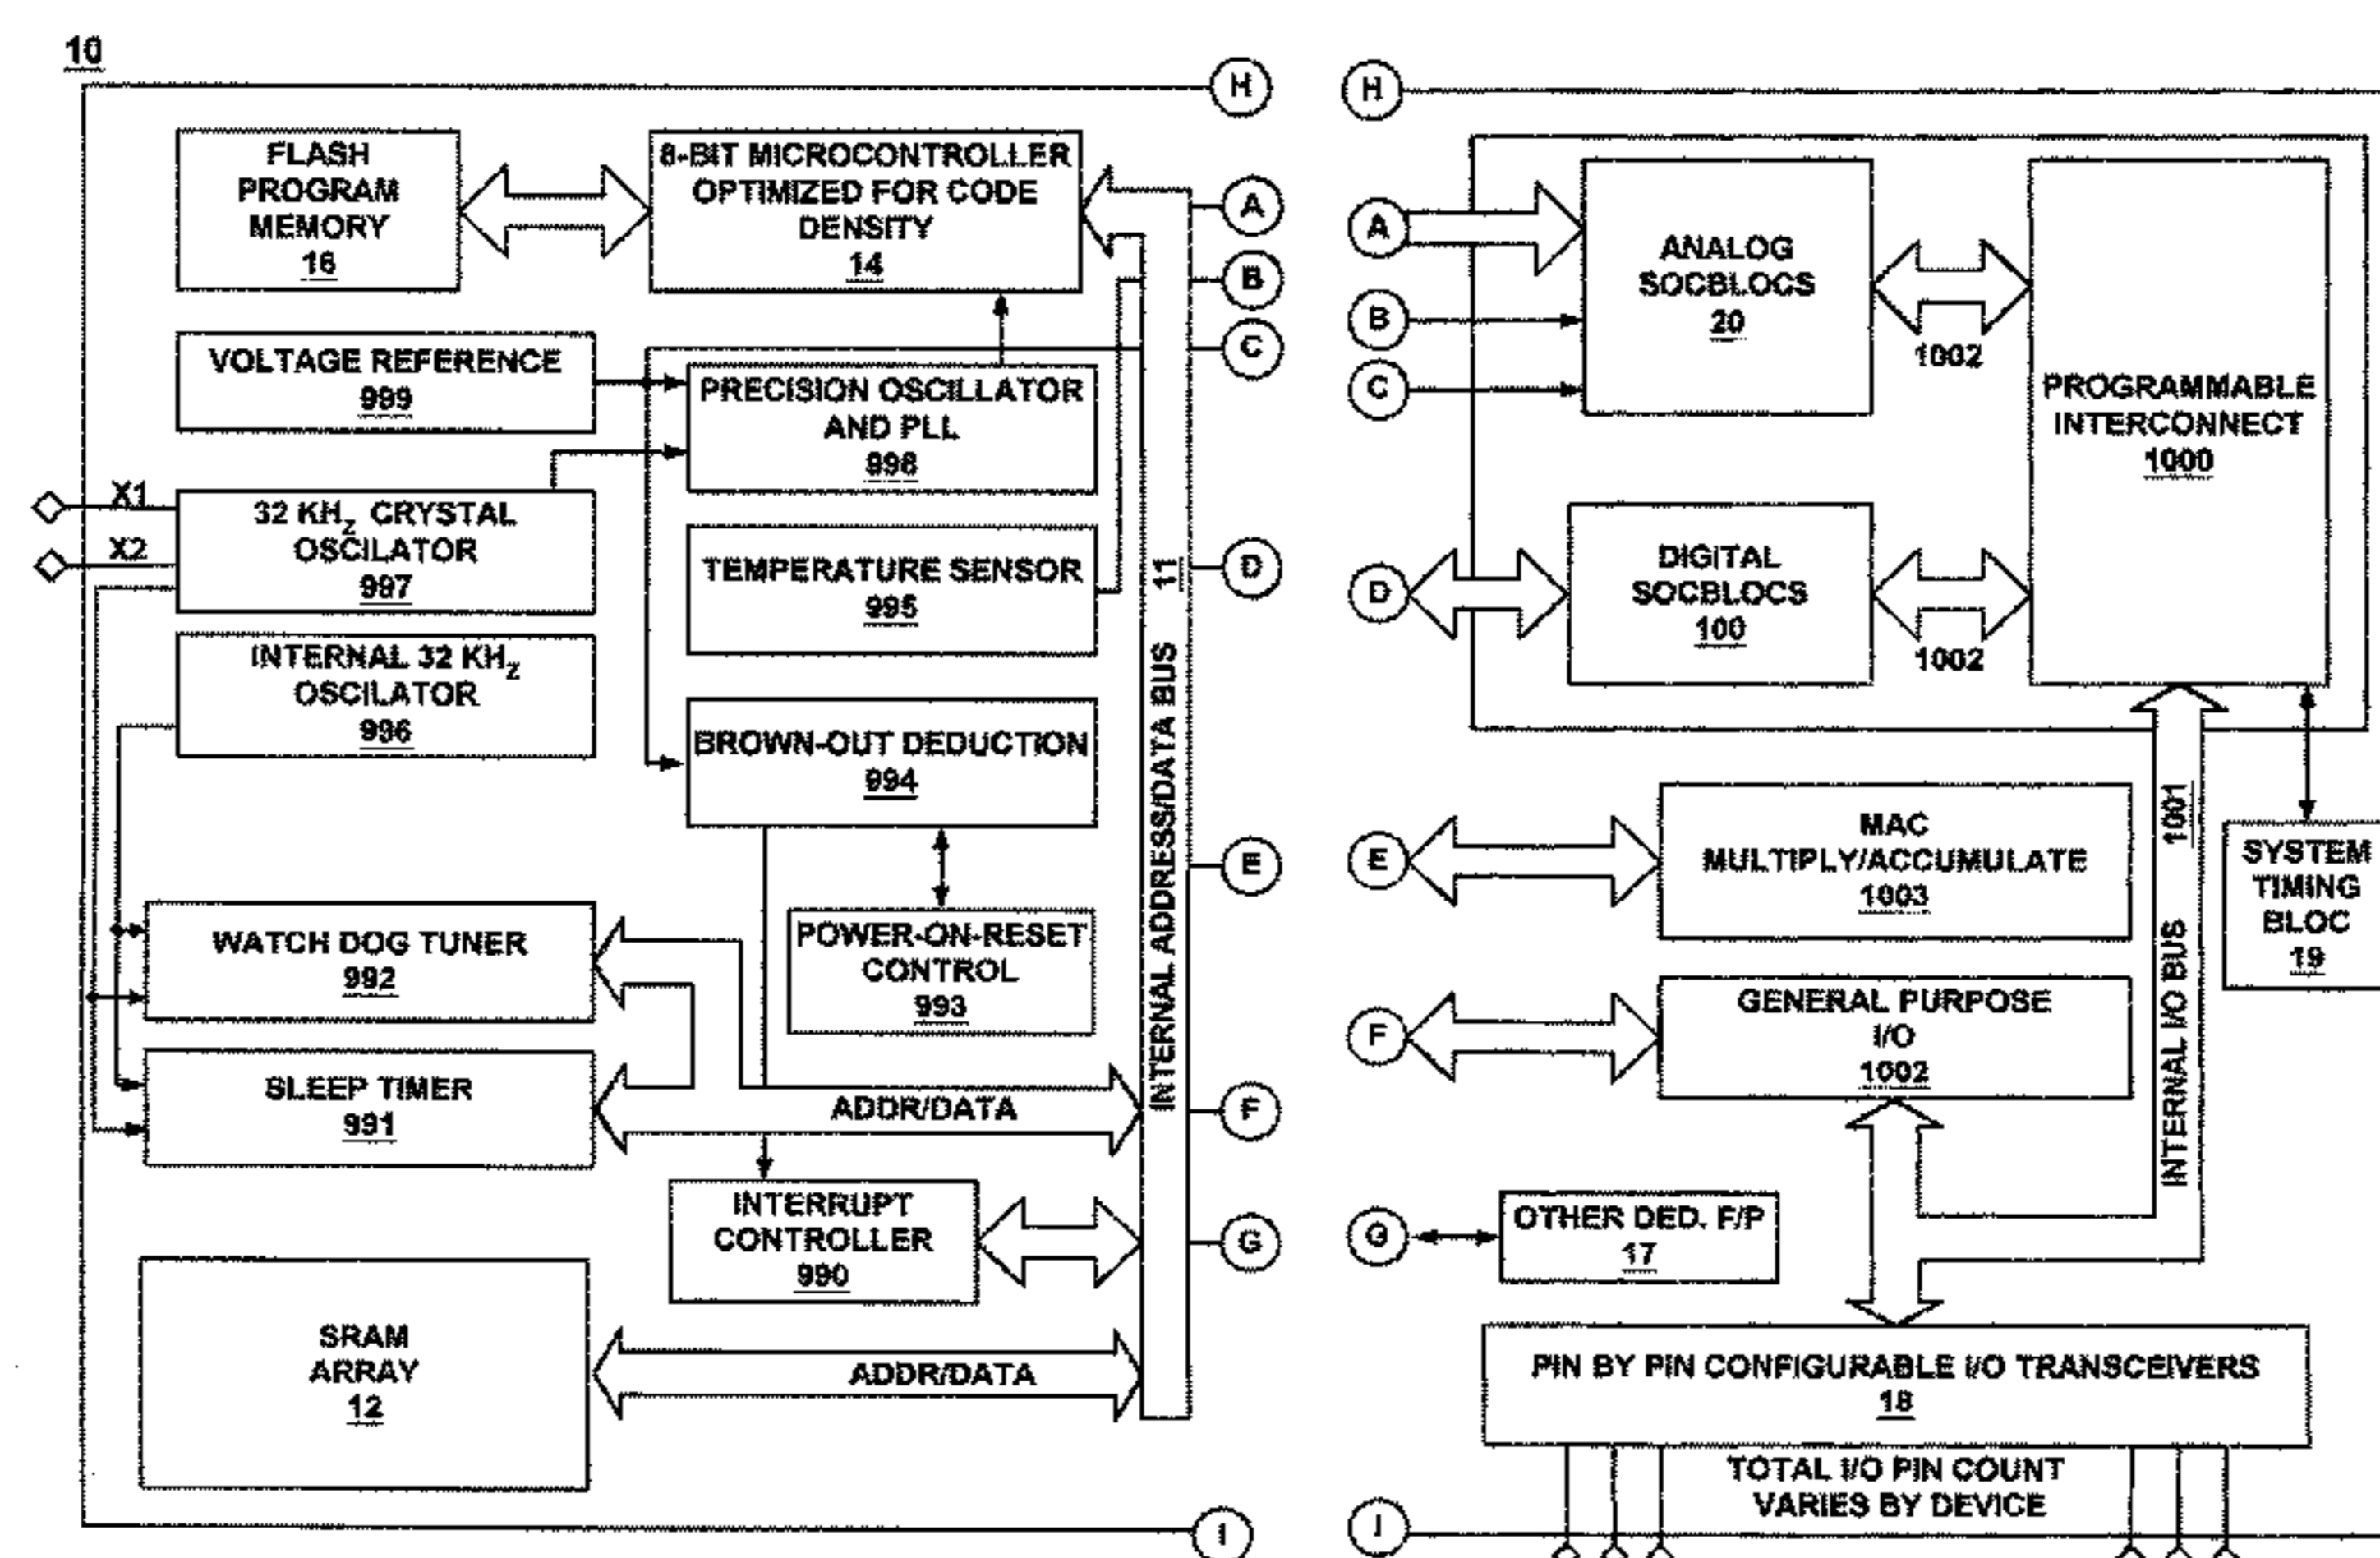 10
H
FLASH
PROGRAM
MEMORY
16
8-BIT MICROCONTROLLER
OPTIMIZED FOR CODE
DENSITY
14
A
B
C
VOLTAGE REFERENCE
999
PRECISION OSCILLATOR
AND PLL
998
X1
X2
32 KHZ CRYSTAL
OSCILATOR
997
TEMPERATURE SENSOR
995
D
INTERNAL 32 KHZ
OSCILATOR
996
BROWN-OUT DEDUCTION
994
INTERNAL ADDRESS/DATA BUS 11
E
WATCH DOG TUNER
992
POWER-ON-RESET
CONTROL
993
SLEEP TIMER
991
ADDR/DATA
F
INTERRUPT
CONTROLLER
990
G
SRAM
ARRAY
12
ADDR/DATA
I
H
A
B
C
ANALOG
SOCBLOCS
20
1002
PROGRAMMABLE
INTERCONNECT
1000
D
DIGITAL
SOCBLOCS
100
1002
E
MAC
MULTIPLY/ACCUMULATE
1003
INTERNAL I/O BUS 1001
SYSTEM
TIMING
BLOC
19
F
GENERAL PURPOSE
I/O
1002
G
OTHER DED. F/P
17
PIN BY PIN CONFIGURABLE I/O TRANSCEIVERS
18
TOTAL I/O PIN COUNT
VARIES BY DEVICE
I